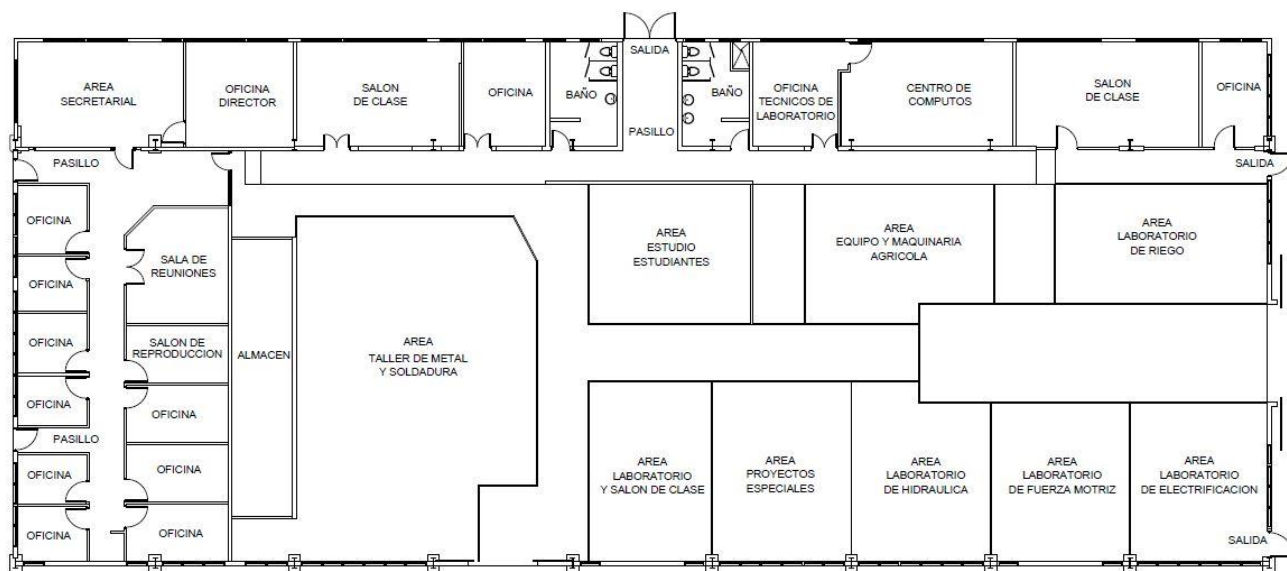 SALIDA
AREA
SECRETARIAL
OFICINA
DIRECTOR
SALON
DE CLASE
OFICINA
BAÑO
PASILLO
BAÑO
OFICINA
TECNICOS DE
LABORATORIO
CENTRO DE
COMPUTOS
SALON
DE CLASE
OFICINA
PASILLO
SALIDA
OFICINA
SALA DE
REUNIONES
AREA
ESTUDIO
ESTUDIANTES
AREA
EQUIPO Y MAQUINARIA
AGRICOLA
AREA
LABORATORIO
DE RIEGO
OFICINA
OFICINA
SALON DE
REPRODUCCION
ALMACEN
AREA
TALLER DE METAL
Y SOLDADURA
OFICINA
OFICINA
PASILLO
OFICINA
OFICINA
AREA
LABORATORIO
Y SALON DE CLASE
AREA
PROYECTOS
ESPECIALES
AREA
LABORATORIO
DE HIDRAULICA
AREA
LABORATORIO
DE FUERZA MOTRIZ
AREA
LABORATORIO
DE ELECTRIFICACION
OFICINA
OFICINA
SALIDA